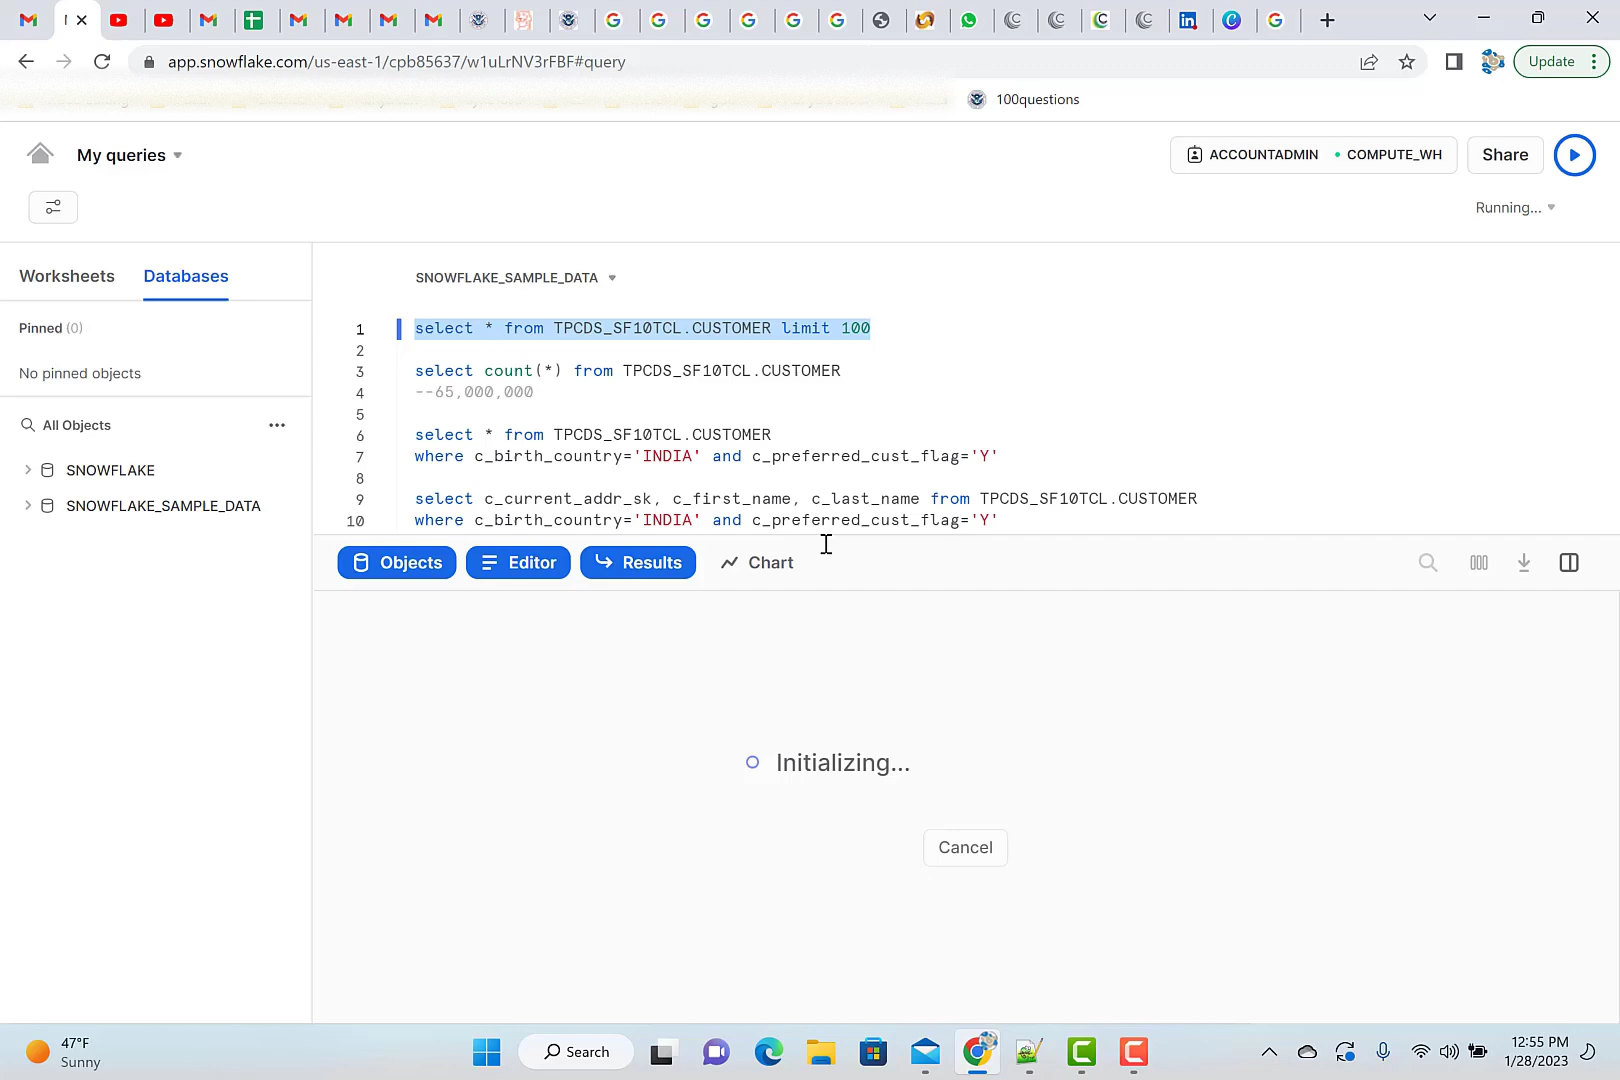 app.snowflake.com/us-east-1/cpb85637/w1uLrNV3rFBF#query
Update
100questions
My queries
ACCOUNTADMIN
COMPUTE_WH
Share
Running...
Worksheets
Databases
SNOWFLAKE_SAMPLE_DATA
Pinned (0)
No pinned objects
All Objects
SNOWFLAKE
SNOWFLAKE_SAMPLE_DATA
1 select * from TPCDS_SF10TCL.CUSTOMER limit 100
2
3 select count(*) from TPCDS_SF10TCL.CUSTOMER
4 --65,000,000
5
6 select * from TPCDS_SF10TCL.CUSTOMER
7 where c_birth_country='INDIA' and c_preferred_cust_flag='Y'
8
9 select c_current_addr_sk, c_first_name, c_last_name from TPCDS_SF10TCL.CUSTOMER
10 where c_birth_country='INDIA' and c_preferred_cust_flag='Y'
Objects
Editor
Results
Chart
Initializing...
Cancel
47°F
Sunny
Search
12:55 PM
1/28/2023